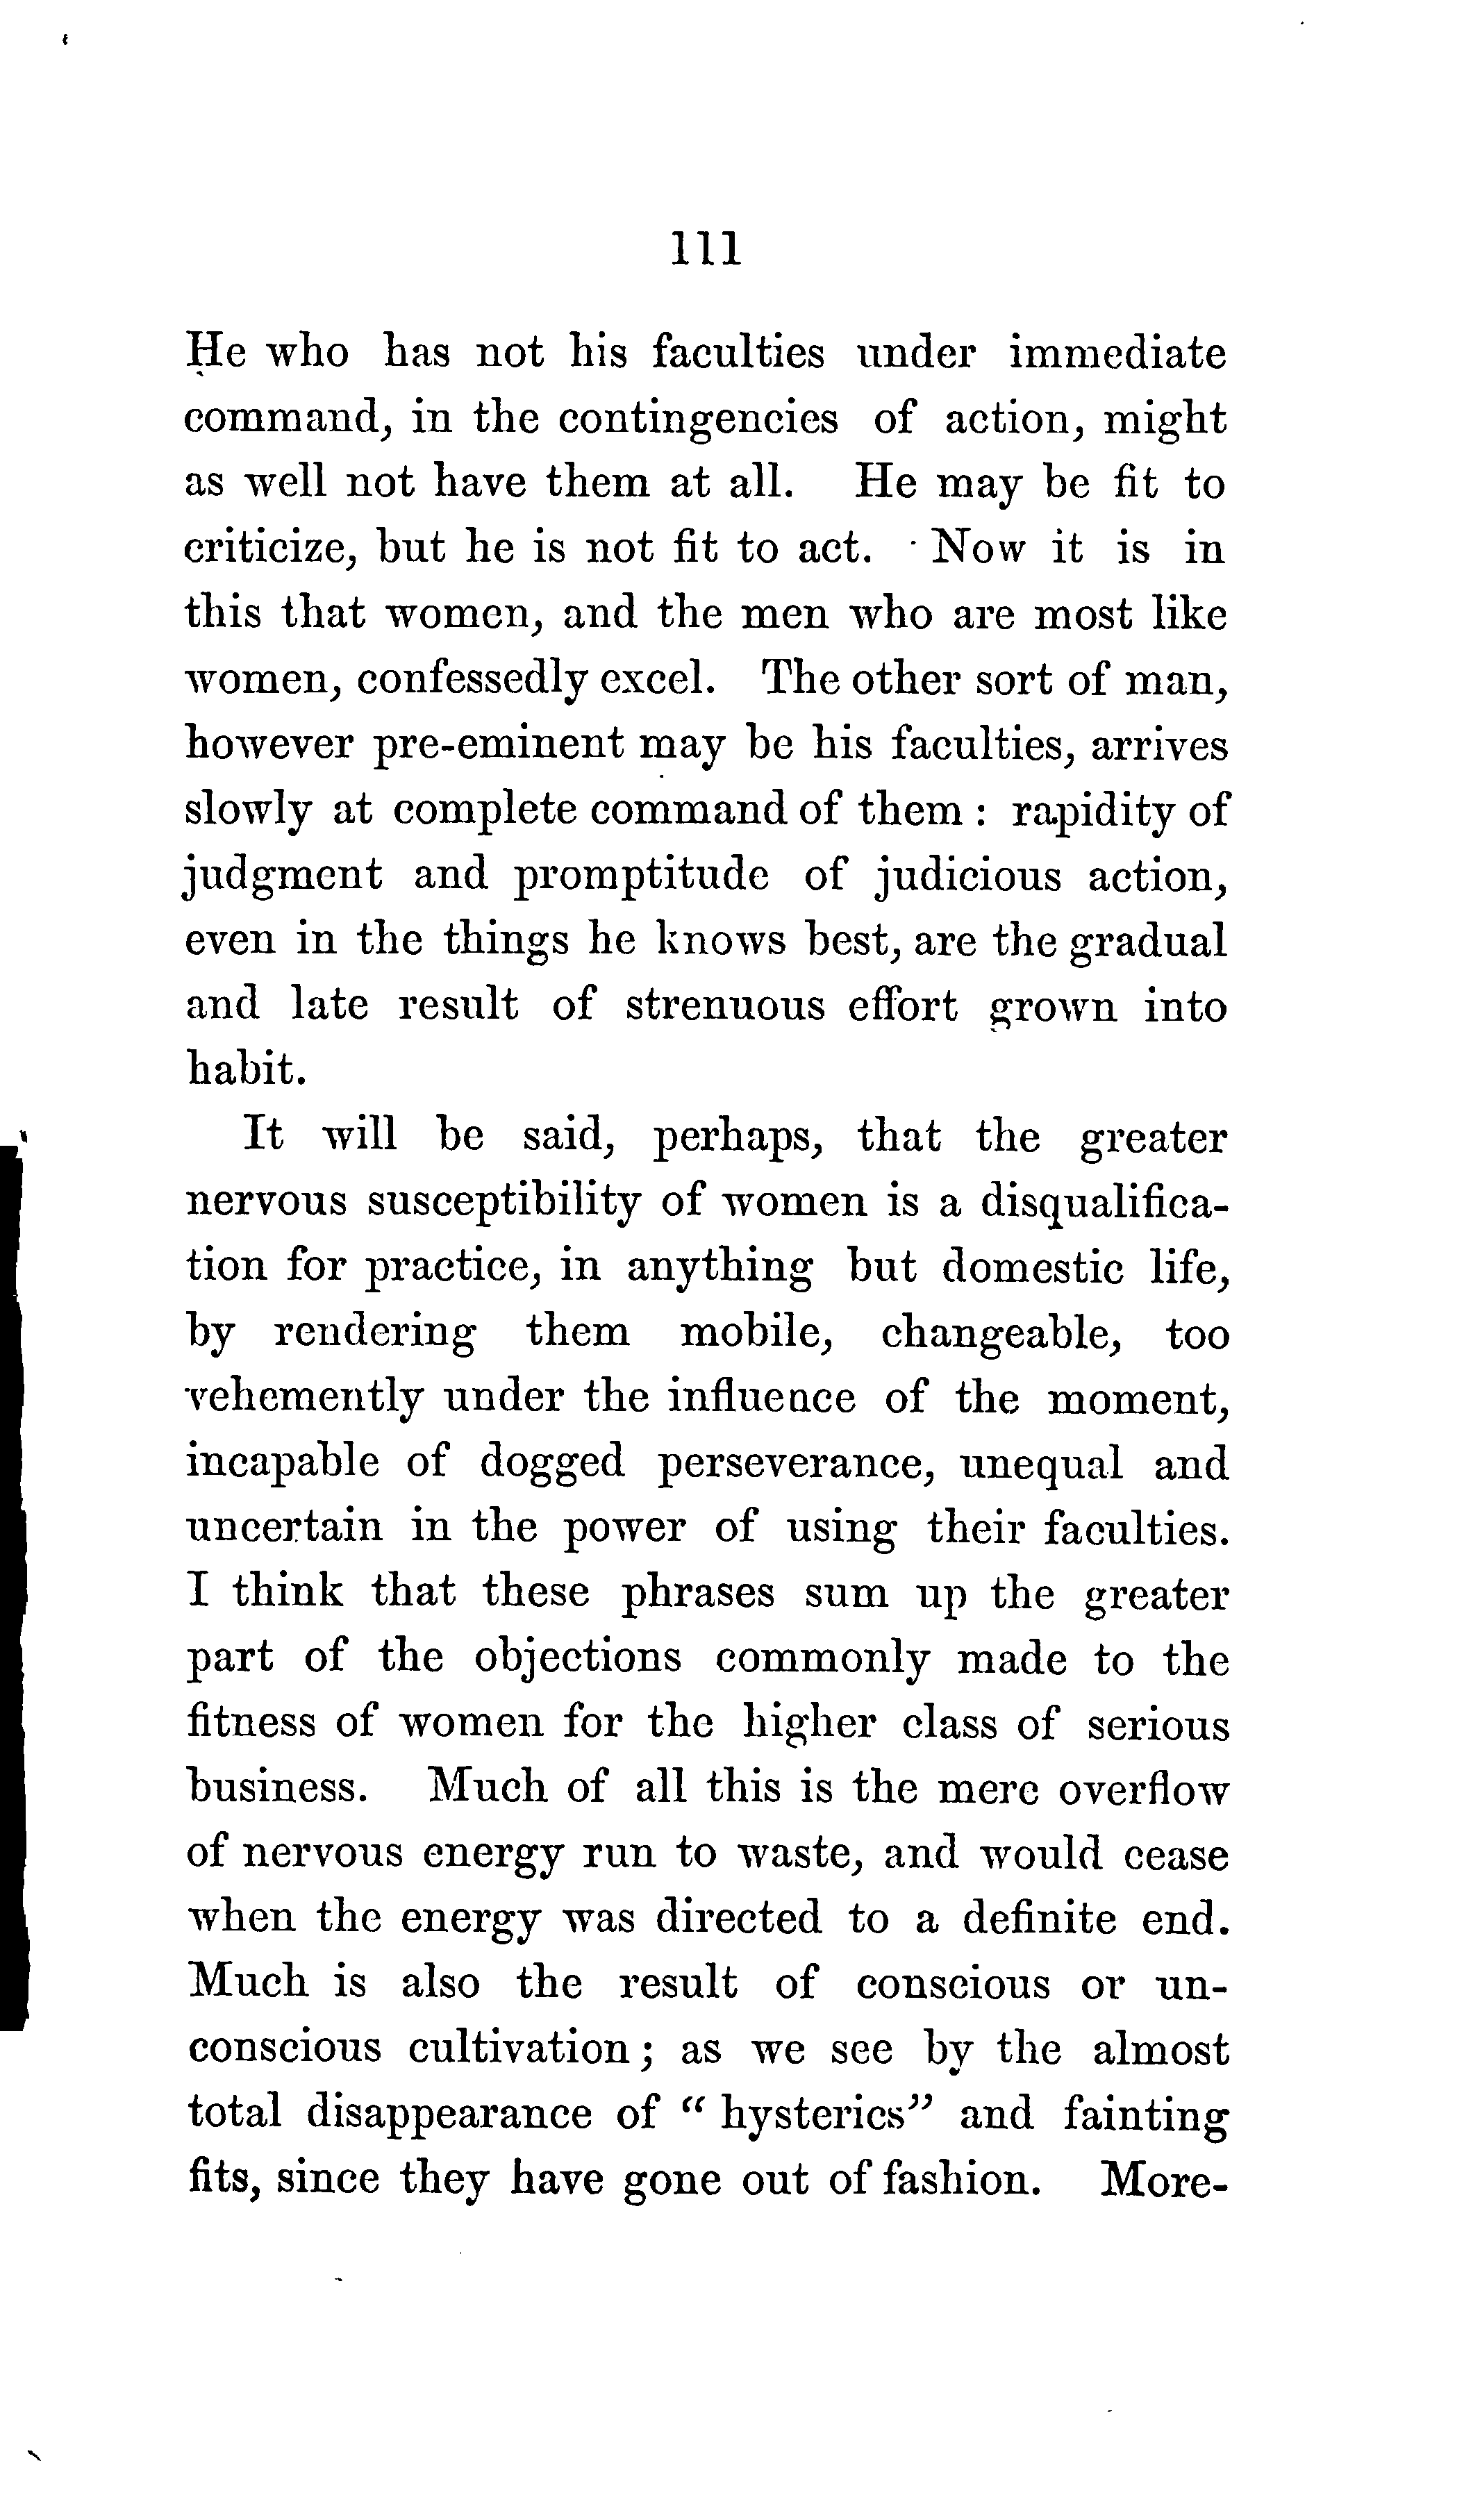 111
He who has not his faculties under immediate
command, in the contingencies of action, might
as well not have them at all. He may be fit to
criticize, but he is not fit to act. Now it is in
this that women, and the men who are most like
women, confessedly excel. The other sort of man,
however pre-eminent may be his faculties, arrives
slowly at complete command of them : rapidity of
judgment and promptitude of judicious action,
even in the things he knows best, are the gradual
and late result of strenuous effort grown into
habit.
It will be said, perhaps, that the greater
nervous susceptibility of women is a disqualifica-
tion for practice, in anything but domestic life,
by rendering them mobile, changeable, too
vehemently under the influence of the moment,
incapable of dogged perseverance, unequal and
uncertain in the power of using their faculties.
I think that these phrases sum up the greater
part of the objections commonly made to the
fitness of women for the higher class of serious
business. Much of all this is the mere overflow
of nervous energy run to waste, and would cease
when the energy was directed to a definite end.
Much is also the result of conscious or un-
conscious cultivation; as we see by the almost
total disappearance of " hysterics" and fainting
fits, since they have gone out of fashion. More-